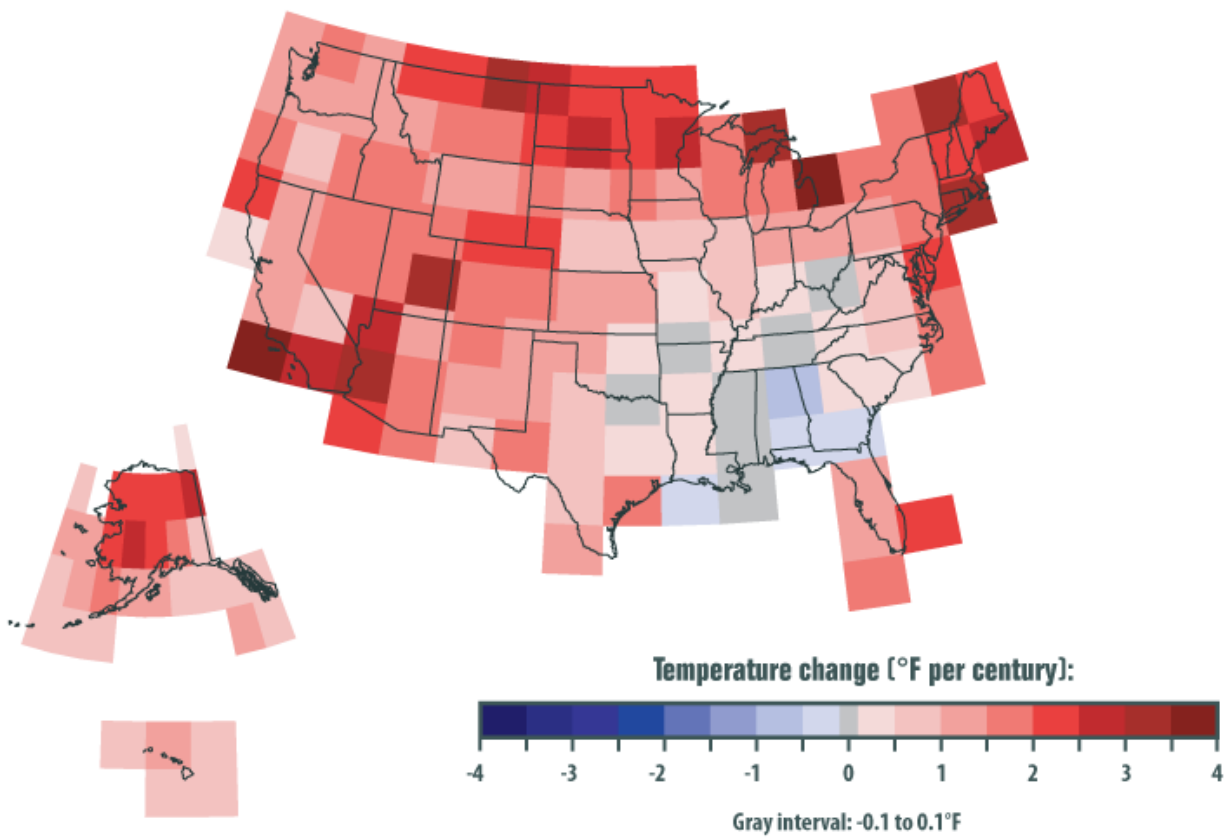 Temperature change (°F per century):
-4 -3 -2 -1 0 1 2 3 4
Gray interval: -0.1 to 0.1°F